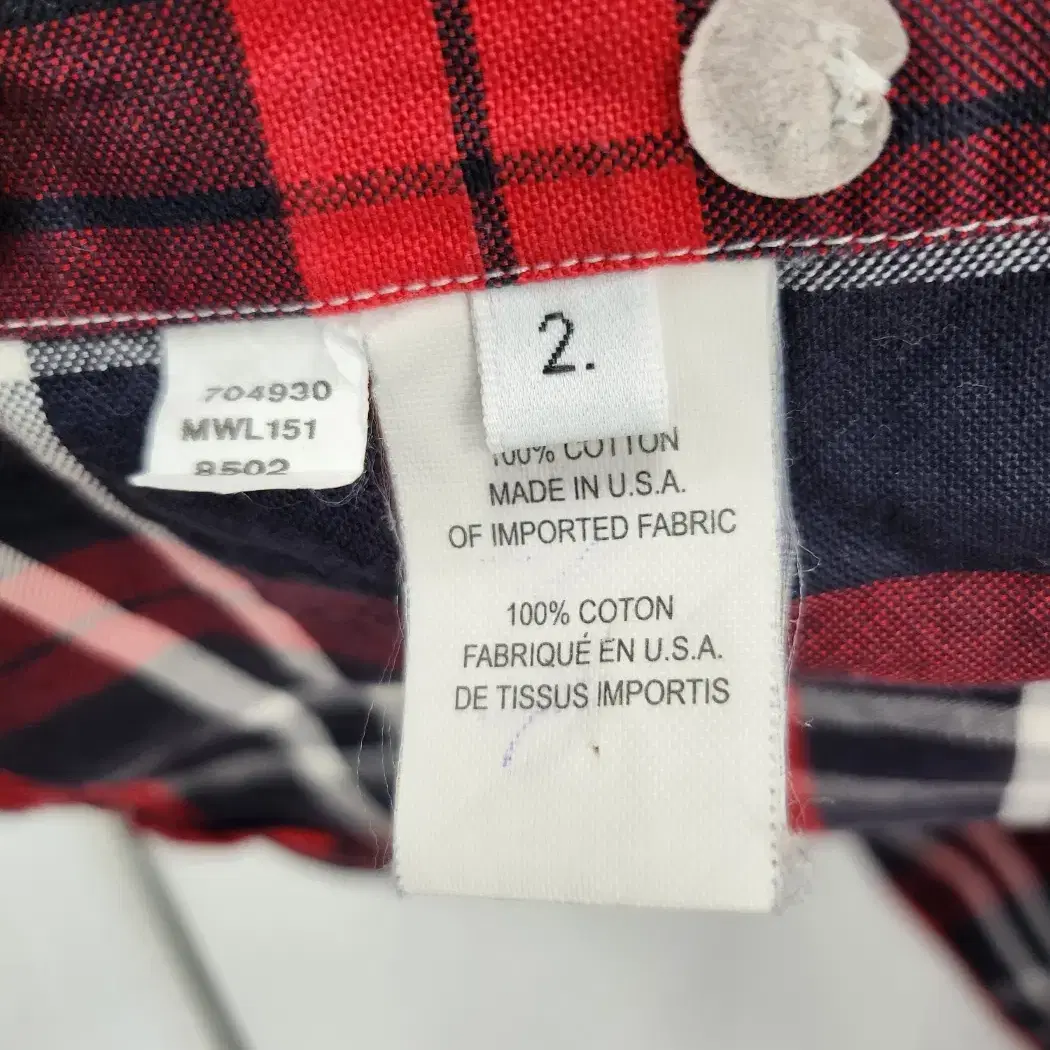 704930
MWL151
8502
2.
100% COTTON
MADE IN U.S.A.
OF IMPORTED FABRIC
100% COTON
FABRIQUÉ EN U.S.A.
DE TISSUS IMPORTIS